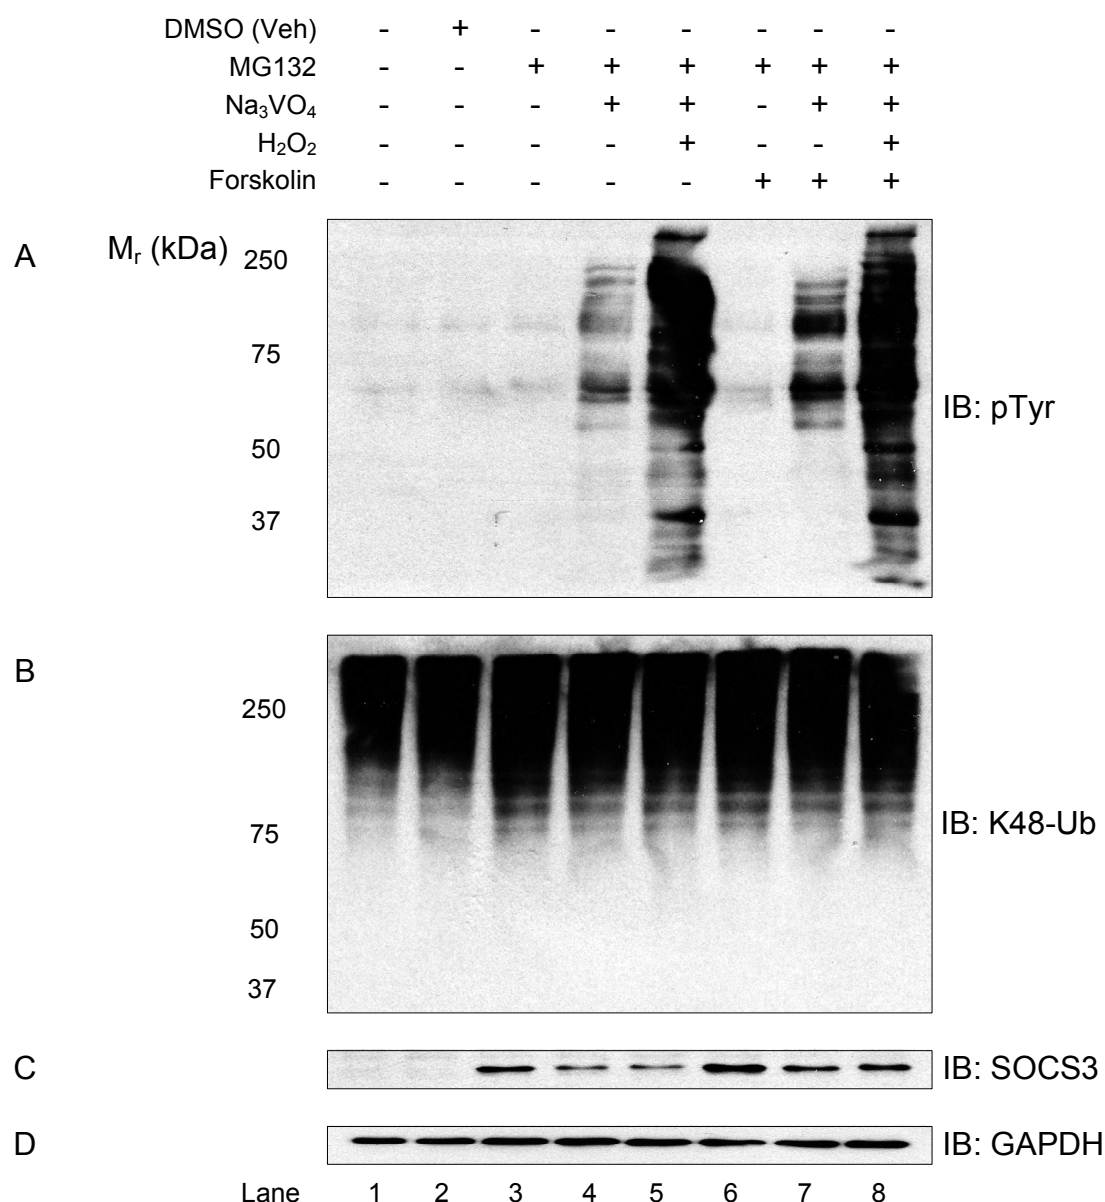 DMSO (Veh) - + - - - - - -
MG132 - - + + + + + +
Na₃VO₄ - - - + + - + +
H₂O₂ - - - - + - - +
Forskolin - - - - - + + +
A Mᵣ (kDa) 250
75
50
37
IB: pTyr
B
250
75
50
37
IB: K48-Ub
C IB: SOCS3
D IB: GAPDH
Lane 1 2 3 4 5 6 7 8